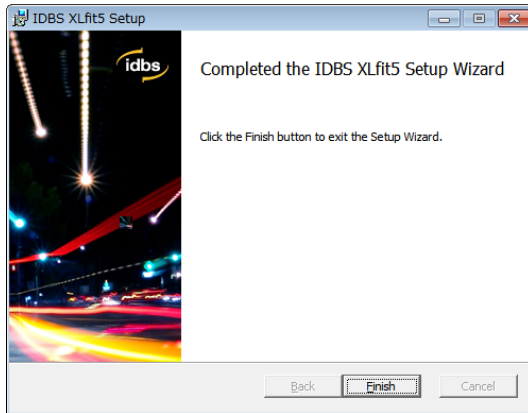 IDBS XLfit5 Setup
idbs
Completed the IDBS XLfit5 Setup Wizard
Click the Finish button to exit the Setup Wizard.
Back
Finish
Cancel